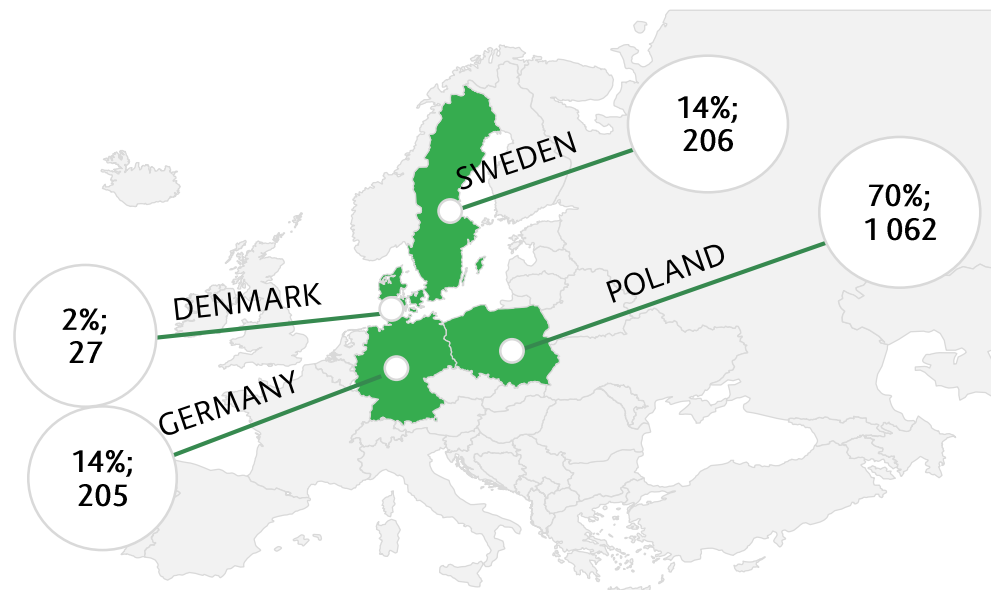 14%;
206
SWEDEN
70%;
1 062
POLAND
DENMARK
2%;
27
GERMANY
14%;
205